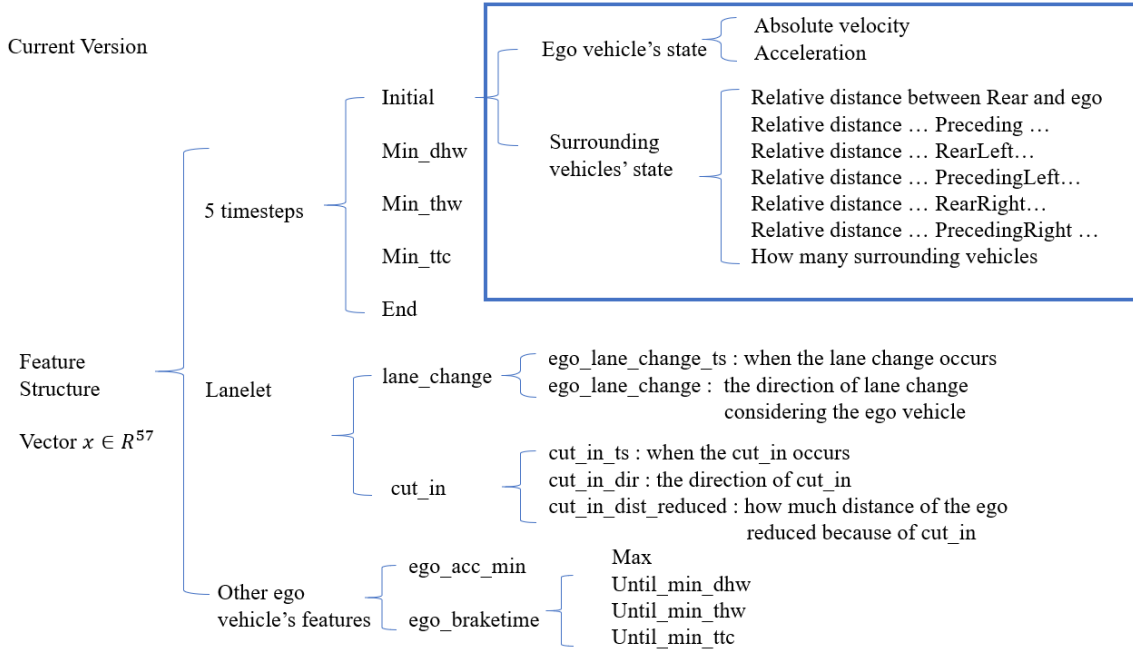 Current Version
Feature
Structure
Vector x ∈ R^57
5 timesteps
Initial
Min_dhw
Min_thw
Min_ttc
End
Ego vehicle’s state
Absolute velocity
Acceleration
Surrounding
vehicles’ state
Relative distance between Rear and ego
Relative distance … Preceding …
Relative distance … RearLeft…
Relative distance … PrecedingLeft…
Relative distance … RearRight…
Relative distance … PrecedingRight …
How many surrounding vehicles
Lanelet
lane_change
ego_lane_change_ts : when the lane change occurs
ego_lane_change : the direction of lane change
considering the ego vehicle
cut_in
cut_in_ts : when the cut_in occurs
cut_in_dir : the direction of cut_in
cut_in_dist_reduced : how much distance of the ego
reduced because of cut_in
Other ego
vehicle’s features
ego_acc_min
ego_braketime
Max
Until_min_dhw
Until_min_thw
Until_min_ttc